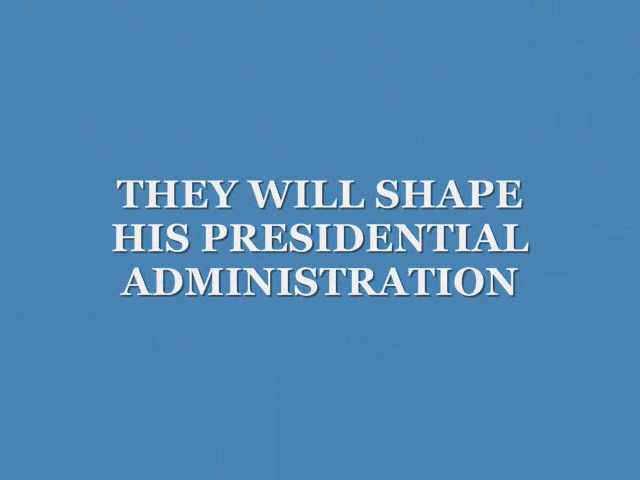 THEY WILL SHAPE
HIS PRESIDENTIAL
ADMINISTRATION